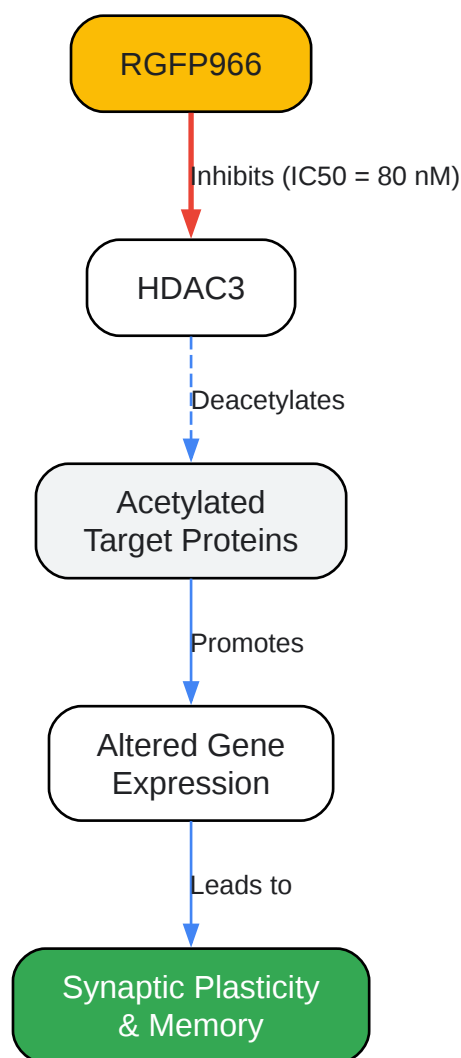 RGFP966
Inhibits (IC50 = 80 nM)
HDAC3
Deacetylates
Acetylated
Target Proteins
Promotes
Altered Gene
Expression
Leads to
Synaptic Plasticity
& Memory